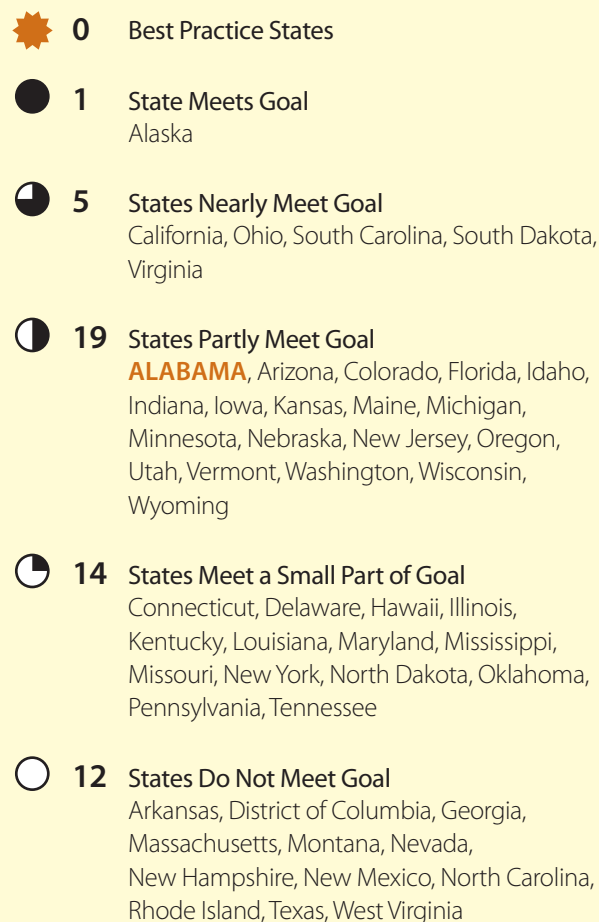 0 Best Practice States
1 State Meets Goal
Alaska
5 States Nearly Meet Goal
California, Ohio, South Carolina, South Dakota,
Virginia
19 States Partly Meet Goal
ALABAMA, Arizona, Colorado, Florida, Idaho,
Indiana, Iowa, Kansas, Maine, Michigan,
Minnesota, Nebraska, New Jersey, Oregon,
Utah, Vermont, Washington, Wisconsin,
Wyoming
14 States Meet a Small Part of Goal
Connecticut, Delaware, Hawaii, Illinois,
Kentucky, Louisiana, Maryland, Mississippi,
Missouri, New York, North Dakota, Oklahoma,
Pennsylvania, Tennessee
12 States Do Not Meet Goal
Arkansas, District of Columbia, Georgia,
Massachusetts, Montana, Nevada,
New Hampshire, New Mexico, North Carolina,
Rhode Island, Texas, West Virginia